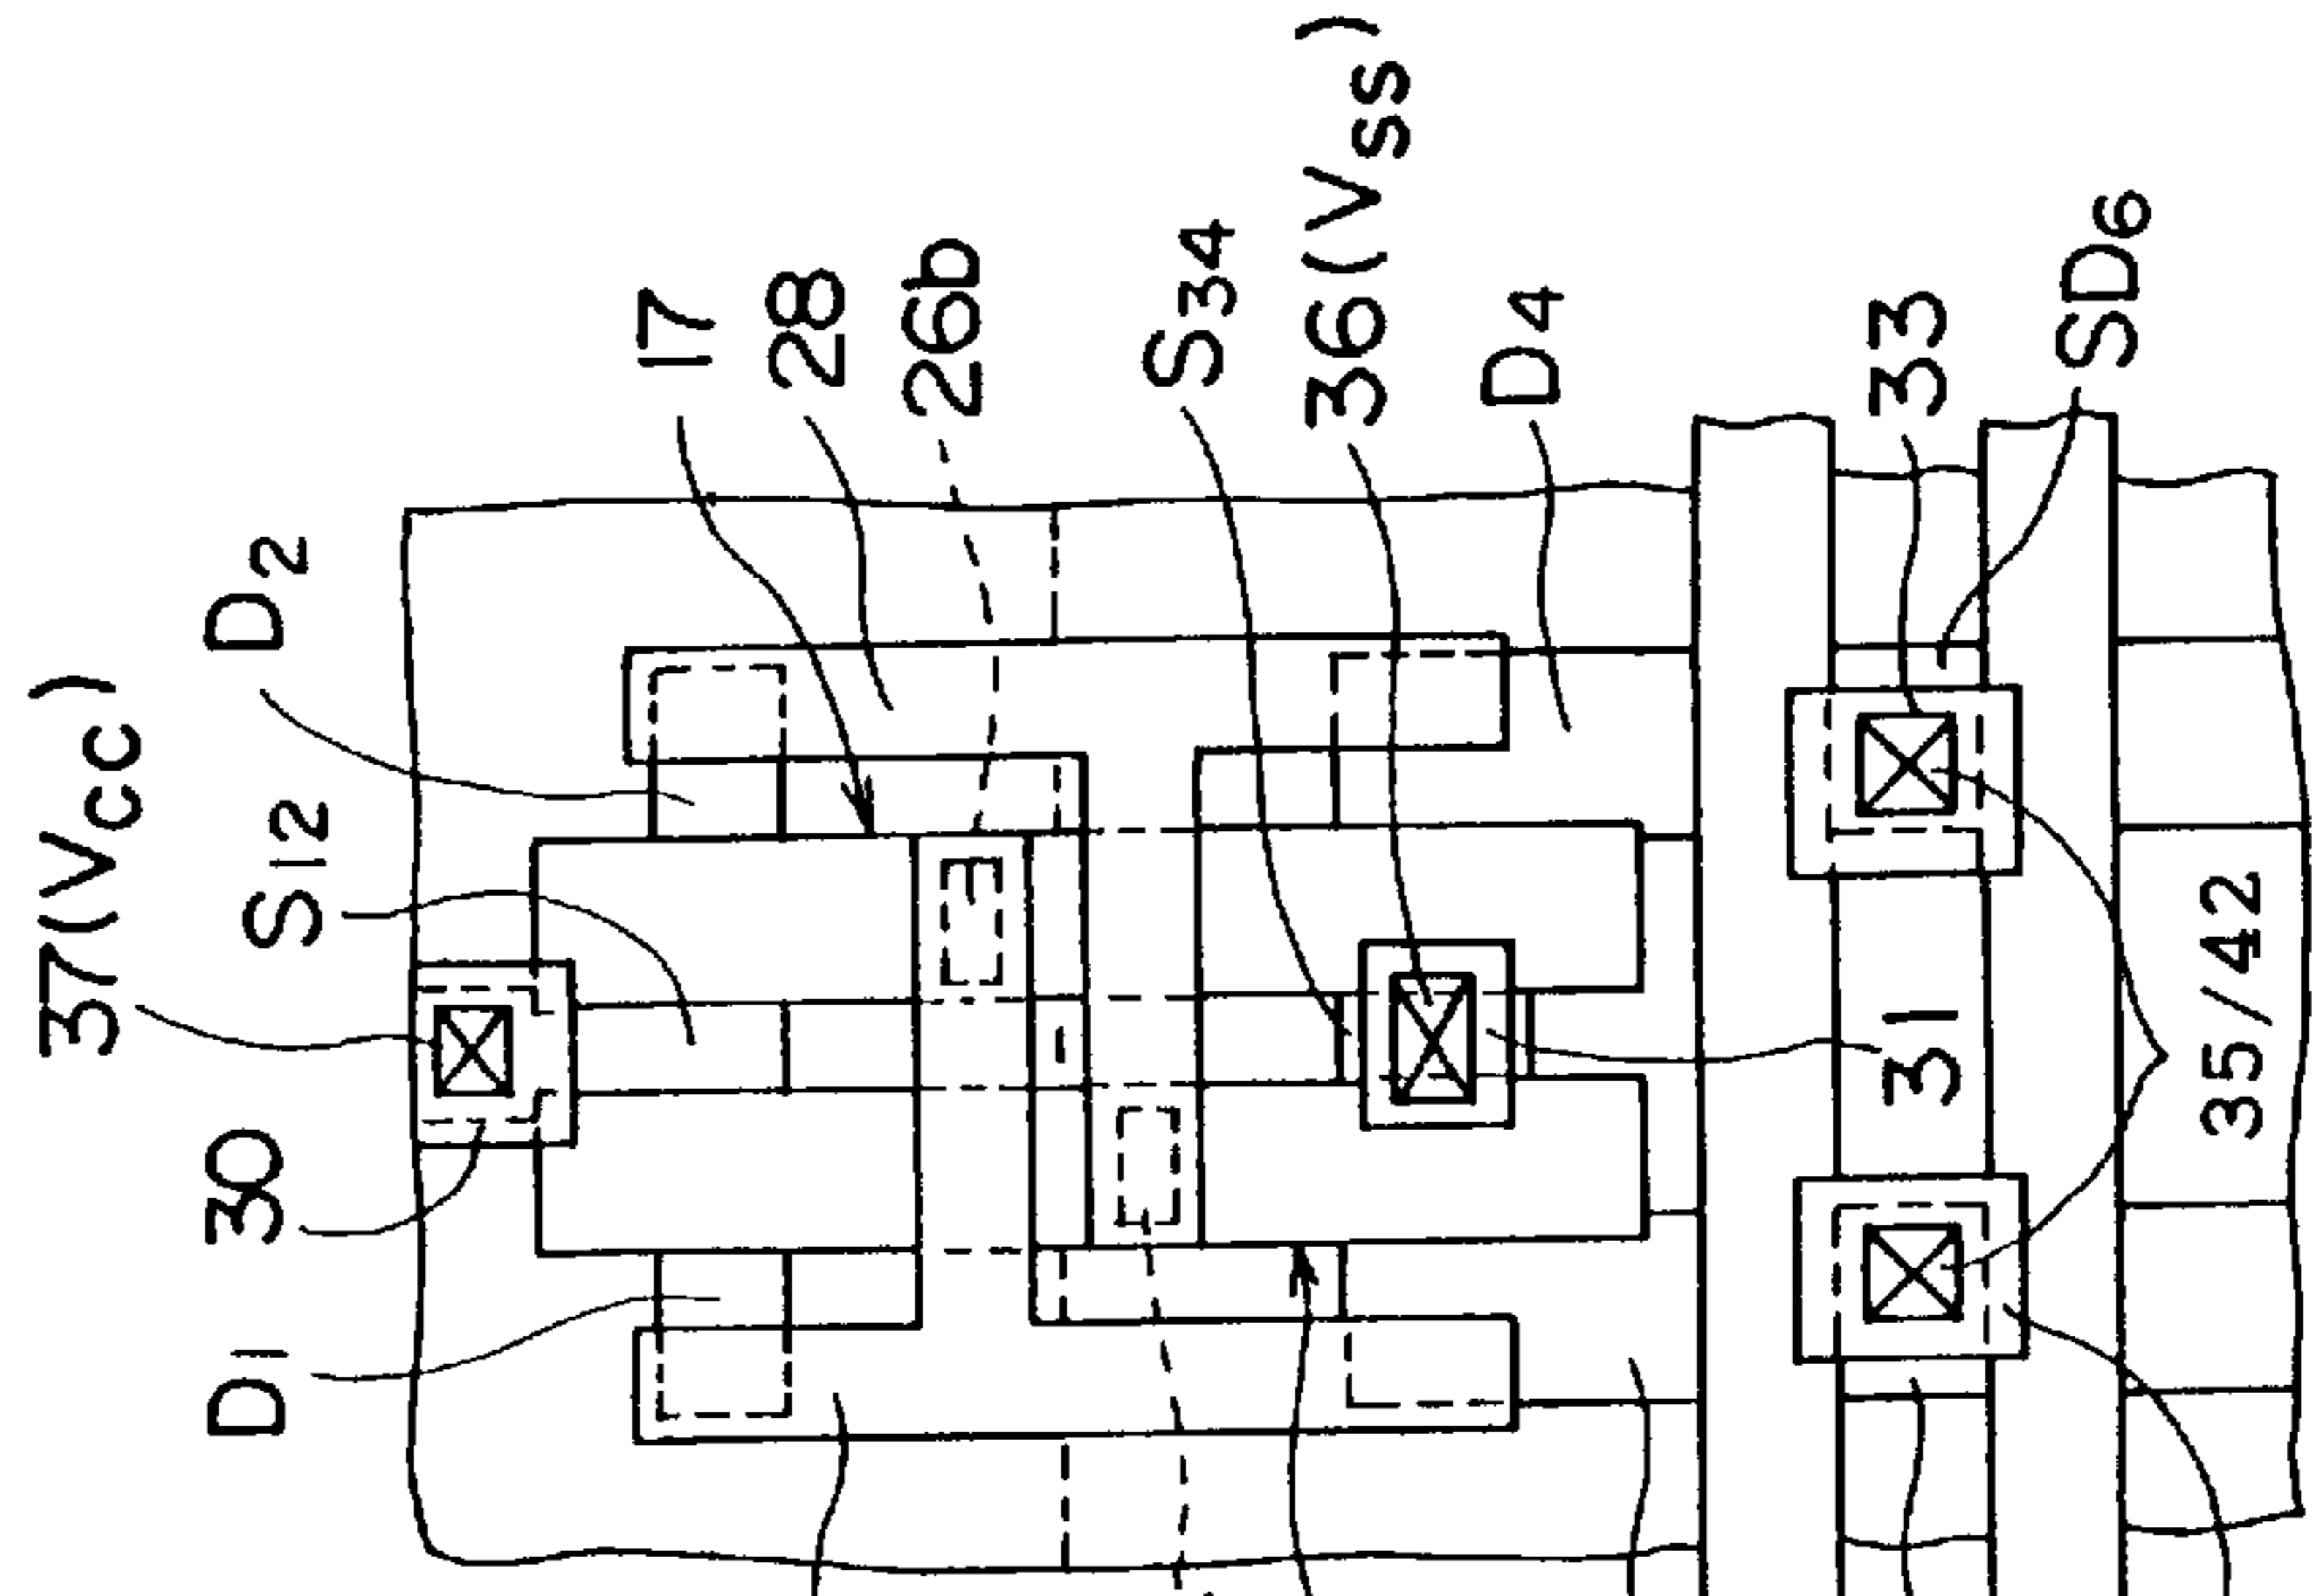 37(Vcc)
D2
S12
30
D1
17
28
26b
S34
36(Vss)
D4
33
SD6
31
35/42